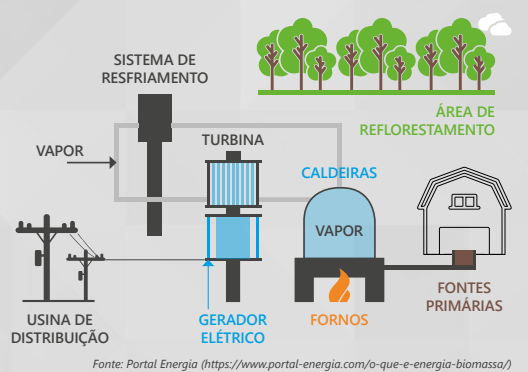 SISTEMA DE
RESFRIAMENTO
ÁREA DE
REFLORESTAMENTO
VAPOR
TURBINA
CALDEIRAS
VAPOR
USINA DE
DISTRIBUIÇÃO
GERADOR
ELÉTRICO
FORNOS
FONTES
PRIMÁRIAS
Fonte: Portal Energia (https://www.portal-energia.com/o-que-e-energia-biomassa/)